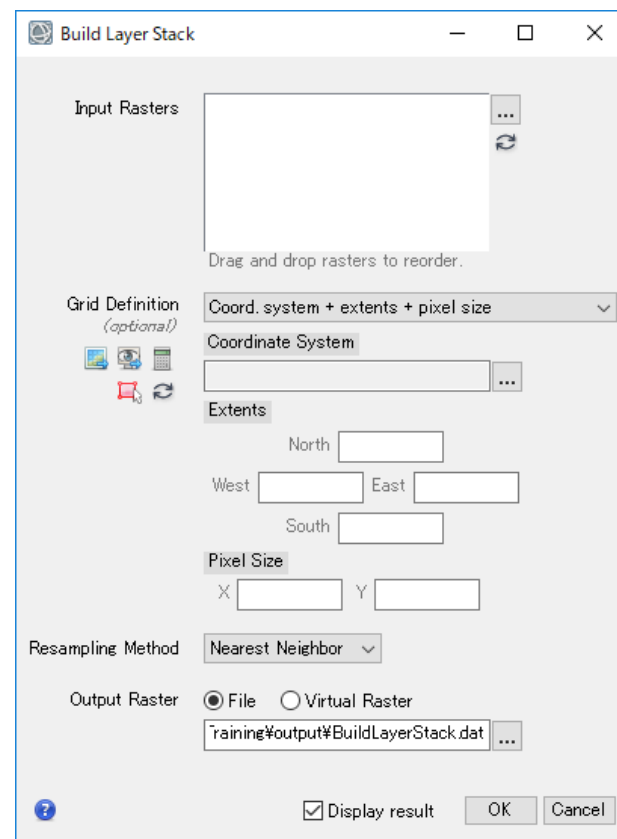 Build Layer Stack
Input Rasters
...
Drag and drop rasters to reorder.
Grid Definition
(optional)
Coord. system + extents + pixel size
Coordinate System
...
Extents
North
West
East
South
Pixel Size
X
Y
Resampling Method
Nearest Neighbor
Output Raster
File
Virtual Raster
Training¥output¥BuildLayerStack.dat
...
?
Display result
OK
Cancel